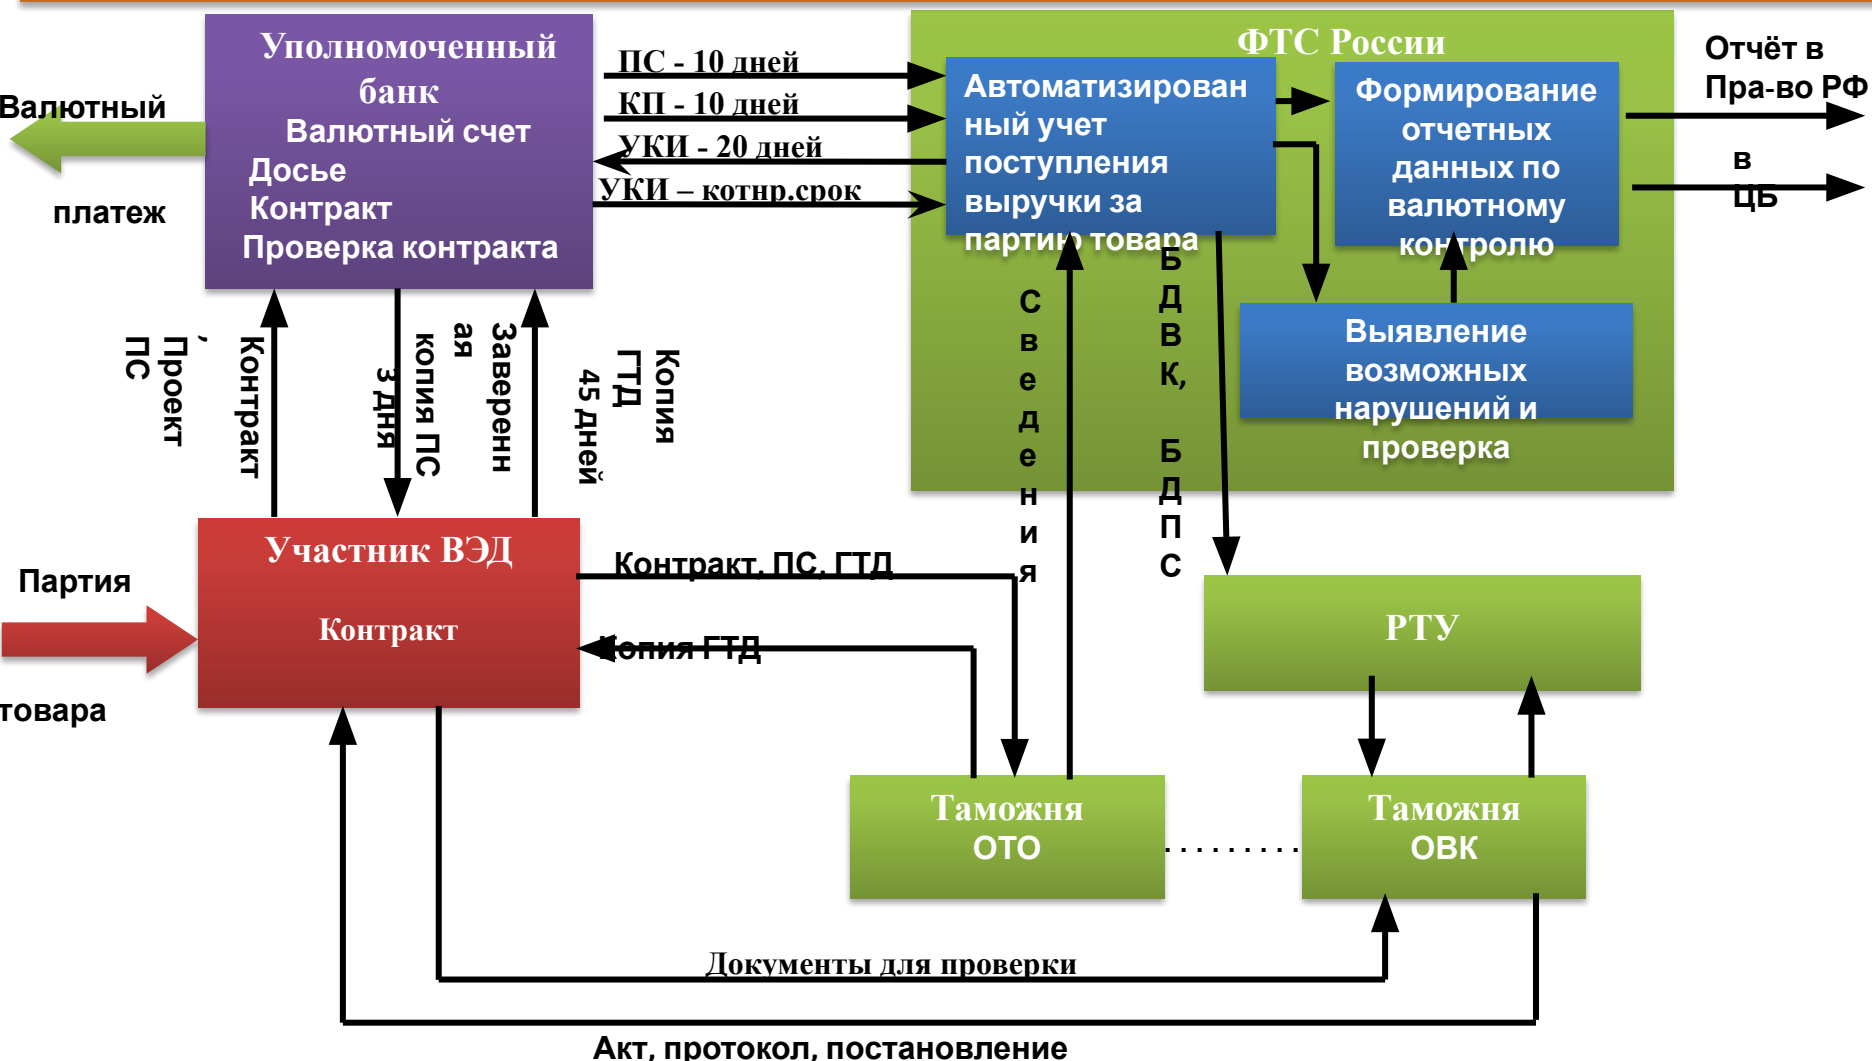 Уполномоченный
банк
Валютный счет
Досье
Контракт
Проверка контракта
Валютный
платеж
ПС - 10 дней
КП - 10 дней
УКИ - 20 дней
УКИ – котнр.срок
ФТС России
Автоматизирован
ный учет
поступления
выручки за
партию товара
Формирование
отчетных
данных по
валютному
контролю
Выявление
возможных
нарушений и
проверка
Отчёт в
Пра-во РФ
в
ЦБ
Контракт
, Проект
ПС
Заверенн
ая
копия ПС
3 дня
Копия
ГТД
45 дней
Сведения
БДВК,
БДПС
Участник ВЭД
Контракт
Партия
товара
Контракт, ПС, ГТД
Копия ГТД
РТУ
Таможня
ОТО
.........
Таможня
ОВК
Документы для проверки
Акт, протокол, постановление